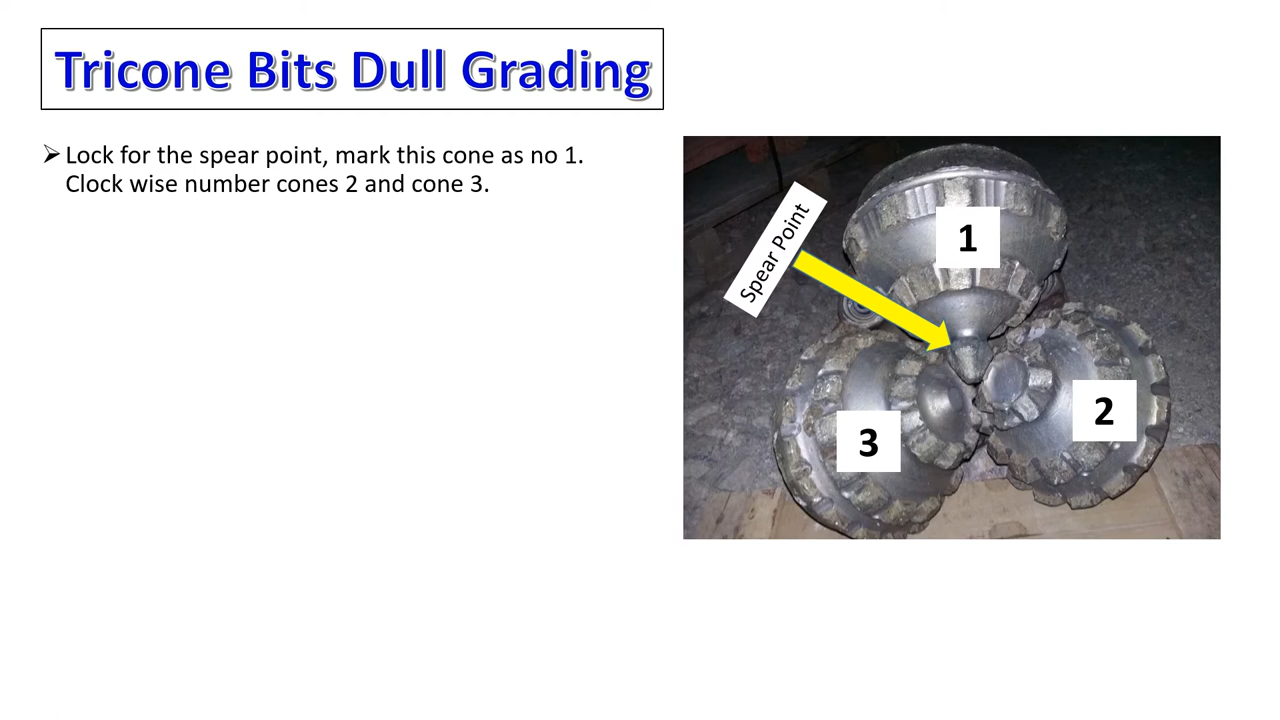 Tricone Bits Dull Grading
Lock for the spear point, mark this cone as no 1.
Clock wise number cones 2 and cone 3.
Spear Point
1
2
3